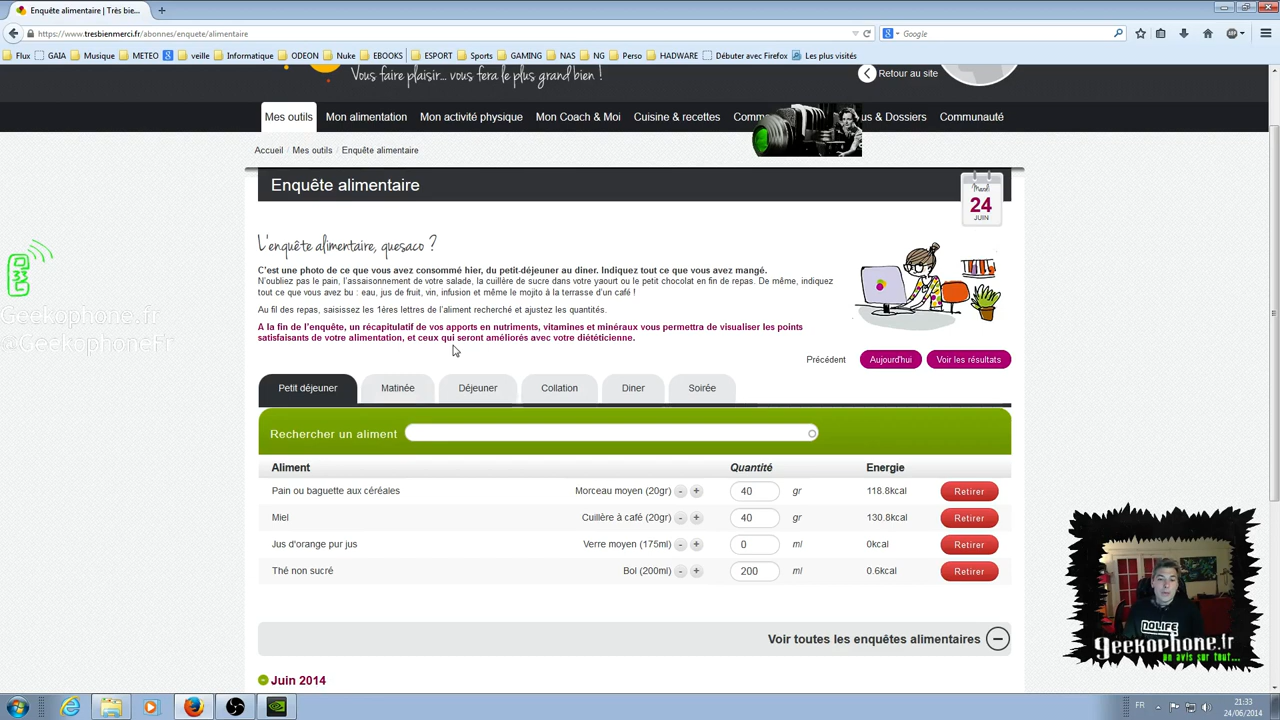 Enquête alimentaire | Très bie...
https://www.tresbienmerci.fr/abonnes/enquete/alimentaire
Google
Flux GAIA Musique METEO veille Informatique ODEON Nuke EBOOKS ESPORT Sports GAMING NAS NG Perso HADWARE Débuter avec Firefox Les plus visités
Vous faire plaisir... vous fera le plus grand bien !
Retour au site
Mes outils Mon alimentation Mon activité physique Mon Coach & Moi Cuisine & recettes & Dossiers Communauté
Accueil Mes outils Enquête alimentaire
Enquête alimentaire
Mardi
24
JUIN
L'enquête alimentaire, quesaco ?
C'est une photo de ce que vous avez consommé hier, du petit-déjeuner au diner. Indiquez tout ce que vous avez mangé.
N'oubliez pas le pain, l'assaisonnement de votre salade, la cuillère de sucre dans votre yaourt ou le petit chocolat en fin de repas. De même, indiquez
tout ce que vous avez bu : eau, jus de fruit, vin, infusion et même le mojito à la terrasse d'un café !
Au fil des repas, saisissez les 1ères lettres de l'aliment recherché et ajustez les quantités.
A la fin de l'enquête, un récapitulatif de vos apports en nutriments, vitamines et minéraux vous permettra de visualiser les points
satisfaisants de votre alimentation, et ceux qui seront améliorés avec votre diététicienne.
Geekophone.fr
@GeekophoneFr
Précédent Aujourd'hui Voir les résultats
Petit déjeuner Matinée Déjeuner Collation Diner Soirée
Rechercher un aliment
Aliment Quantité Energie
Pain ou baguette aux céréales Morceau moyen (20gr) - + 40 gr 118.8kcal Retirer
Miel Cuillère à café (20gr) - + 40 gr 130.8kcal Retirer
Jus d'orange pur jus Verre moyen (175ml) - + 0 ml 0kcal Retirer
Thé non sucré Bol (200ml) - + 200 ml 0.6kcal Retirer
Voir toutes les enquêtes alimentaires
Juin 2014
NOLIFE
geekophone.fr
un avis sur tout...
FR
21:33
24/06/2014